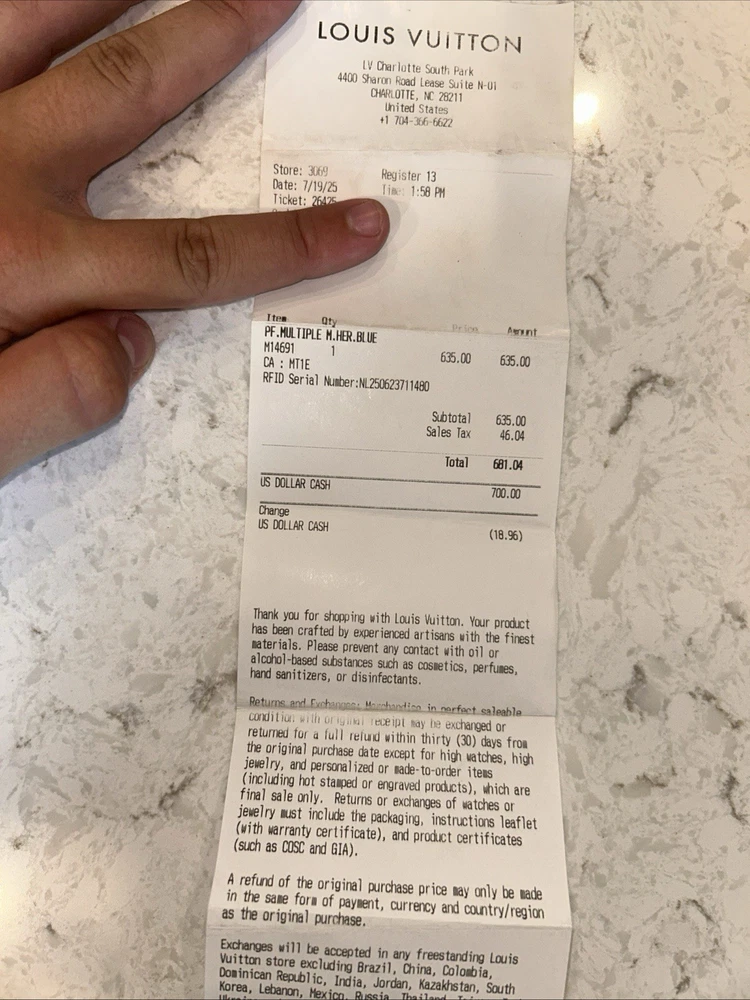 LOUIS VUITTON
LV Charlotte South Park
4400 Sharon Road Lease Suite N-01
CHARLOTTE, NC 28211
United States
+1 704-366-6622
Store: 3069 Register 13
Date: 7/19/25 Time: 1:58 PM
Ticket: 26425
Item Qty Price Amount
PF.MULTIPLE M.HER.BLUE
M14691 1 635.00 635.00
CA : MT1E
RFID Serial Number:NL250623711480
Subtotal 635.00
Sales Tax 46.04
Total 681.04
US DOLLAR CASH 700.00
Change
US DOLLAR CASH (18.96)
Thank you for shopping with Louis Vuitton. Your product
has been crafted by experienced artisans with the finest
materials. Please prevent any contact with oil or
alcohol-based substances such as cosmetics, perfumes,
hand sanitizers, or disinfectants.
Returns and Exchanges: Merchandise in perfect saleable
condition with original receipt may be exchanged or
returned for a full refund within thirty (30) days from
the original purchase date except for high watches, high
jewelry, and personalized or made-to-order items
(including hot stamped or engraved products), which are
final sale only. Returns or exchanges of watches or
jewelry must include the packaging, instructions leaflet
(with warranty certificate), and product certificates
(such as COSC and GIA).
A refund of the original purchase price may only be made
in the same form of payment, currency and country/region
as the original purchase.
Exchanges will be accepted in any freestanding Louis
Vuitton store excluding Brazil, China, Colombia,
Dominican Republic, India, Jordan, Kazakhstan, South
Korea, Lebanon, Mexico, Russia, Thailand,